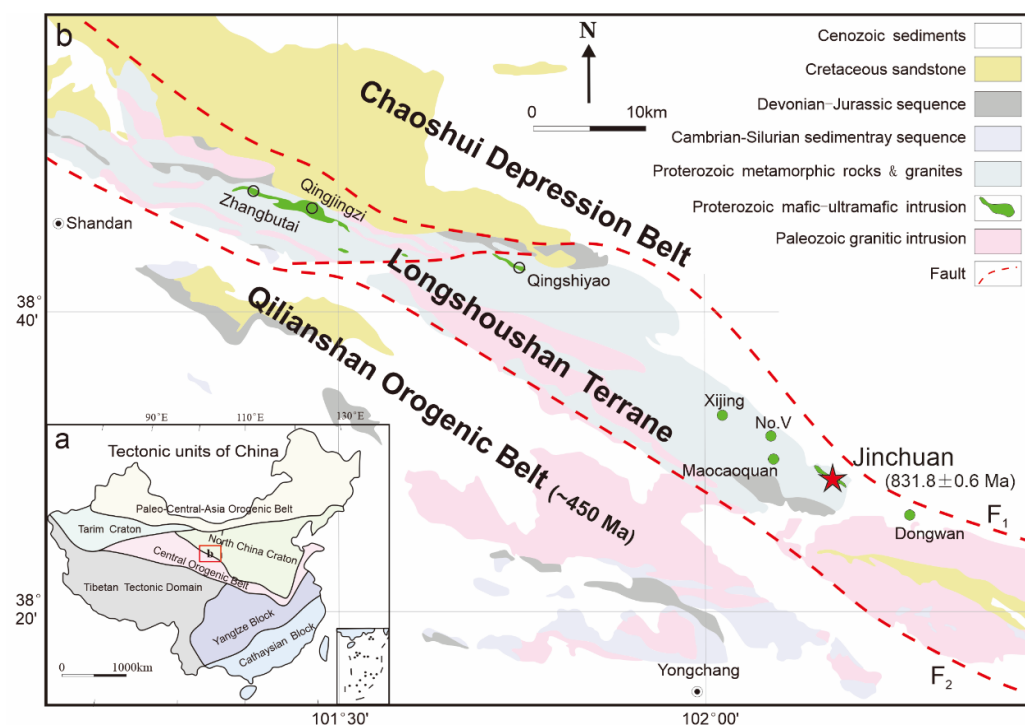 b
N
0 10km
Chaoshui Depression Belt
Cenozoic sediments
Cretaceous sandstone
Devonian-Jurassic sequence
Cambrian-Silurian sedimentray sequence
Proterozoic metamorphic rocks & granites
Proterozoic mafic-ultramafic intrusion
Paleozoic granitic intrusion
Fault
Shandan
Zhangbutai
Qingjingzi
Qingshiyao
Longshoushan Terrane
Qilianshan Orogenic Belt (~450 Ma)
38°
40'
Xijing
No.V
Maocaoquan
Jinchuan
(831.8±0.6 Ma)
Dongwan
F1
F2
Yongchang
38°
20'
101°30'
102°00'
90°E
110°E
130°E
a
Tectonic units of China
Paleo-Central-Asia Orogenic Belt
Tarim Craton
North China Craton
b
Central Orogenic Belt
Tibetan Tectonic Domain
Yangtze Block
Cathaysian Block
0 1000km